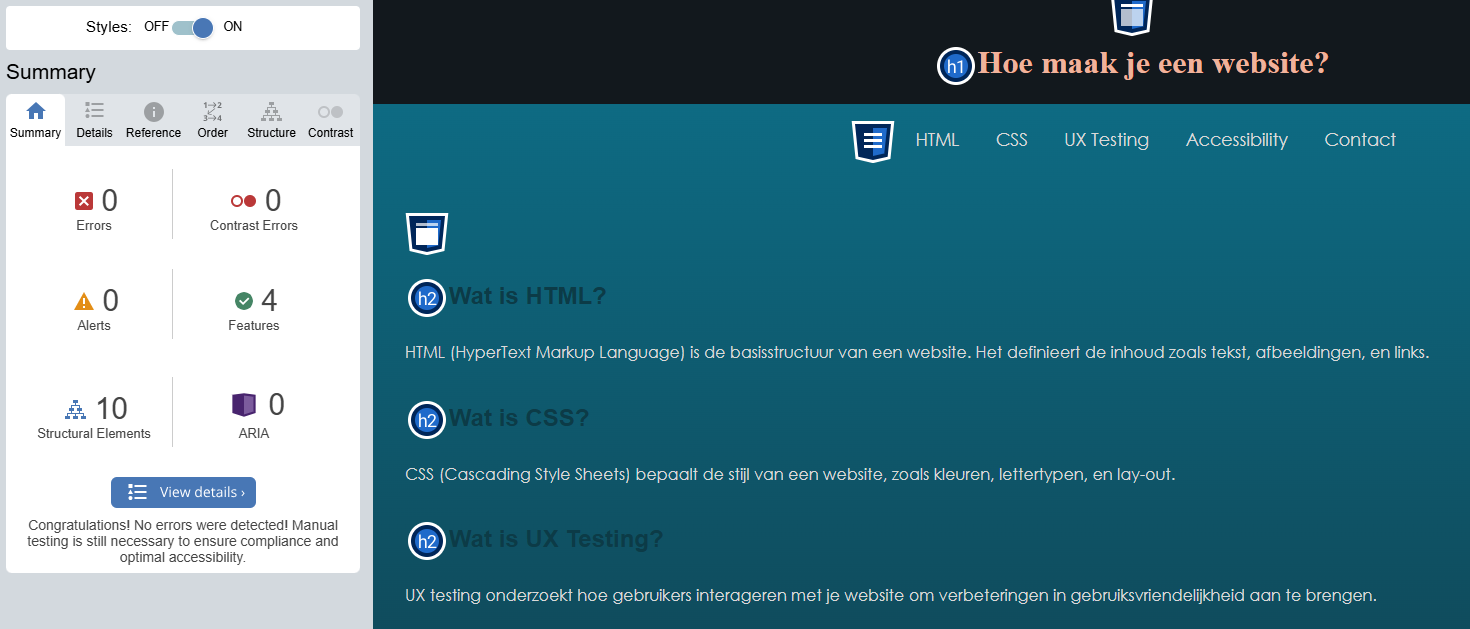 Styles: OFF ON
Summary
Summary Details Reference Order Structure Contrast
0 Errors
0 Contrast Errors
0 Alerts
4 Features
10 Structural Elements
0 ARIA
View details ›
Congratulations! No errors were detected! Manual
testing is still necessary to ensure compliance and
optimal accessibility.
h1 Hoe maak je een website?
HTML CSS UX Testing Accessibility Contact
h2 Wat is HTML?
HTML (HyperText Markup Language) is de basisstructuur van een website. Het definieert de inhoud zoals tekst, afbeeldingen, en links.
h2 Wat is CSS?
CSS (Cascading Style Sheets) bepaalt de stijl van een website, zoals kleuren, lettertypen, en lay-out.
h2 Wat is UX Testing?
UX testing onderzoekt hoe gebruikers interageren met je website om verbeteringen in gebruiksvriendelijkheid aan te brengen.